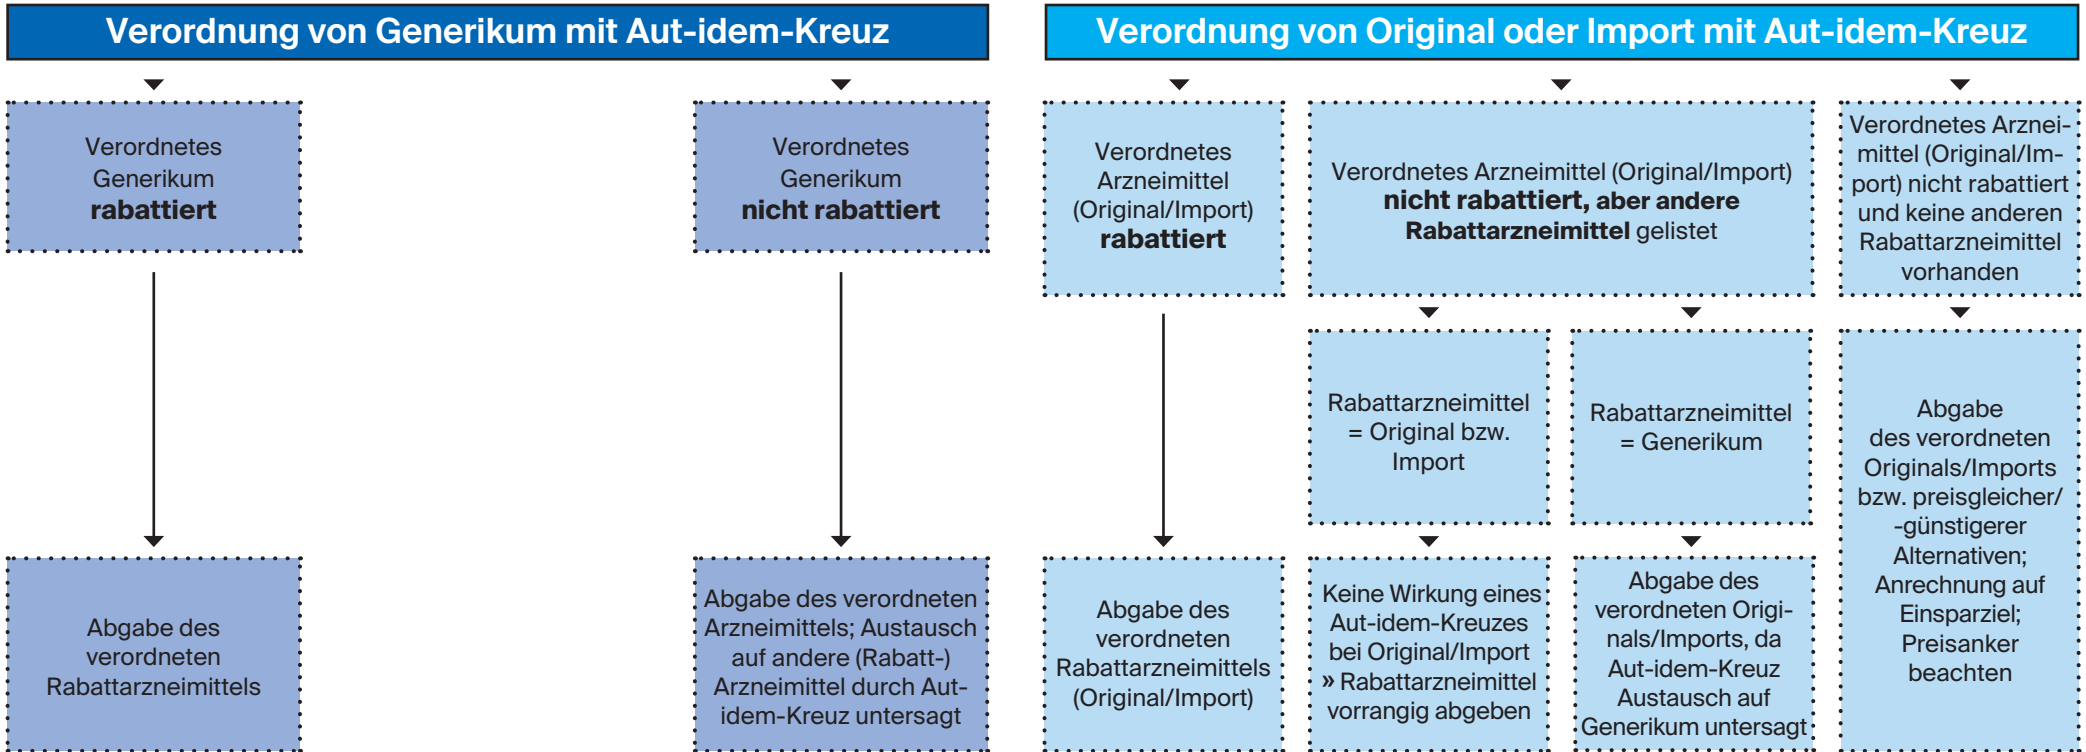 Verordnung von Generikum mit Aut-idem-Kreuz
Verordnetes
Generikum
rabattiert
Abgabe des
verordneten
Rabattarzneimittels
Verordnetes
Generikum
nicht rabattiert
Abgabe des verordneten
Arzneimittels; Austausch
auf andere (Rabatt-)
Arzneimittel durch Aut-
idem-Kreuz untersagt
Verordnung von Original oder Import mit Aut-idem-Kreuz
Verordnetes
Arzneimittel
(Original/Import)
rabattiert
Abgabe des
verordneten
Rabattarzneimittels
(Original/Import)
Verordnetes Arzneimittel (Original/Import)
nicht rabattiert, aber andere
Rabattarzneimittel gelistet
Rabattarzneimittel
= Original bzw.
Import
Keine Wirkung eines
Aut-idem-Kreuzes
bei Original/Import
» Rabattarzneimittel
vorrangig abgeben
Rabattarzneimittel
= Generikum
Abgabe des
verordneten Origi-
nals/Imports, da
Aut-idem-Kreuz
Austausch auf
Generikum untersagt
Verordnetes Arznei-
mittel (Original/Im-
port) nicht rabattiert
und keine anderen
Rabattarzneimittel
vorhanden
Abgabe
des verordneten
Originals/Imports
bzw. preisgleicher/
-günstigerer
Alternativen;
Anrechnung auf
Einsparziel;
Preisanker
beachten